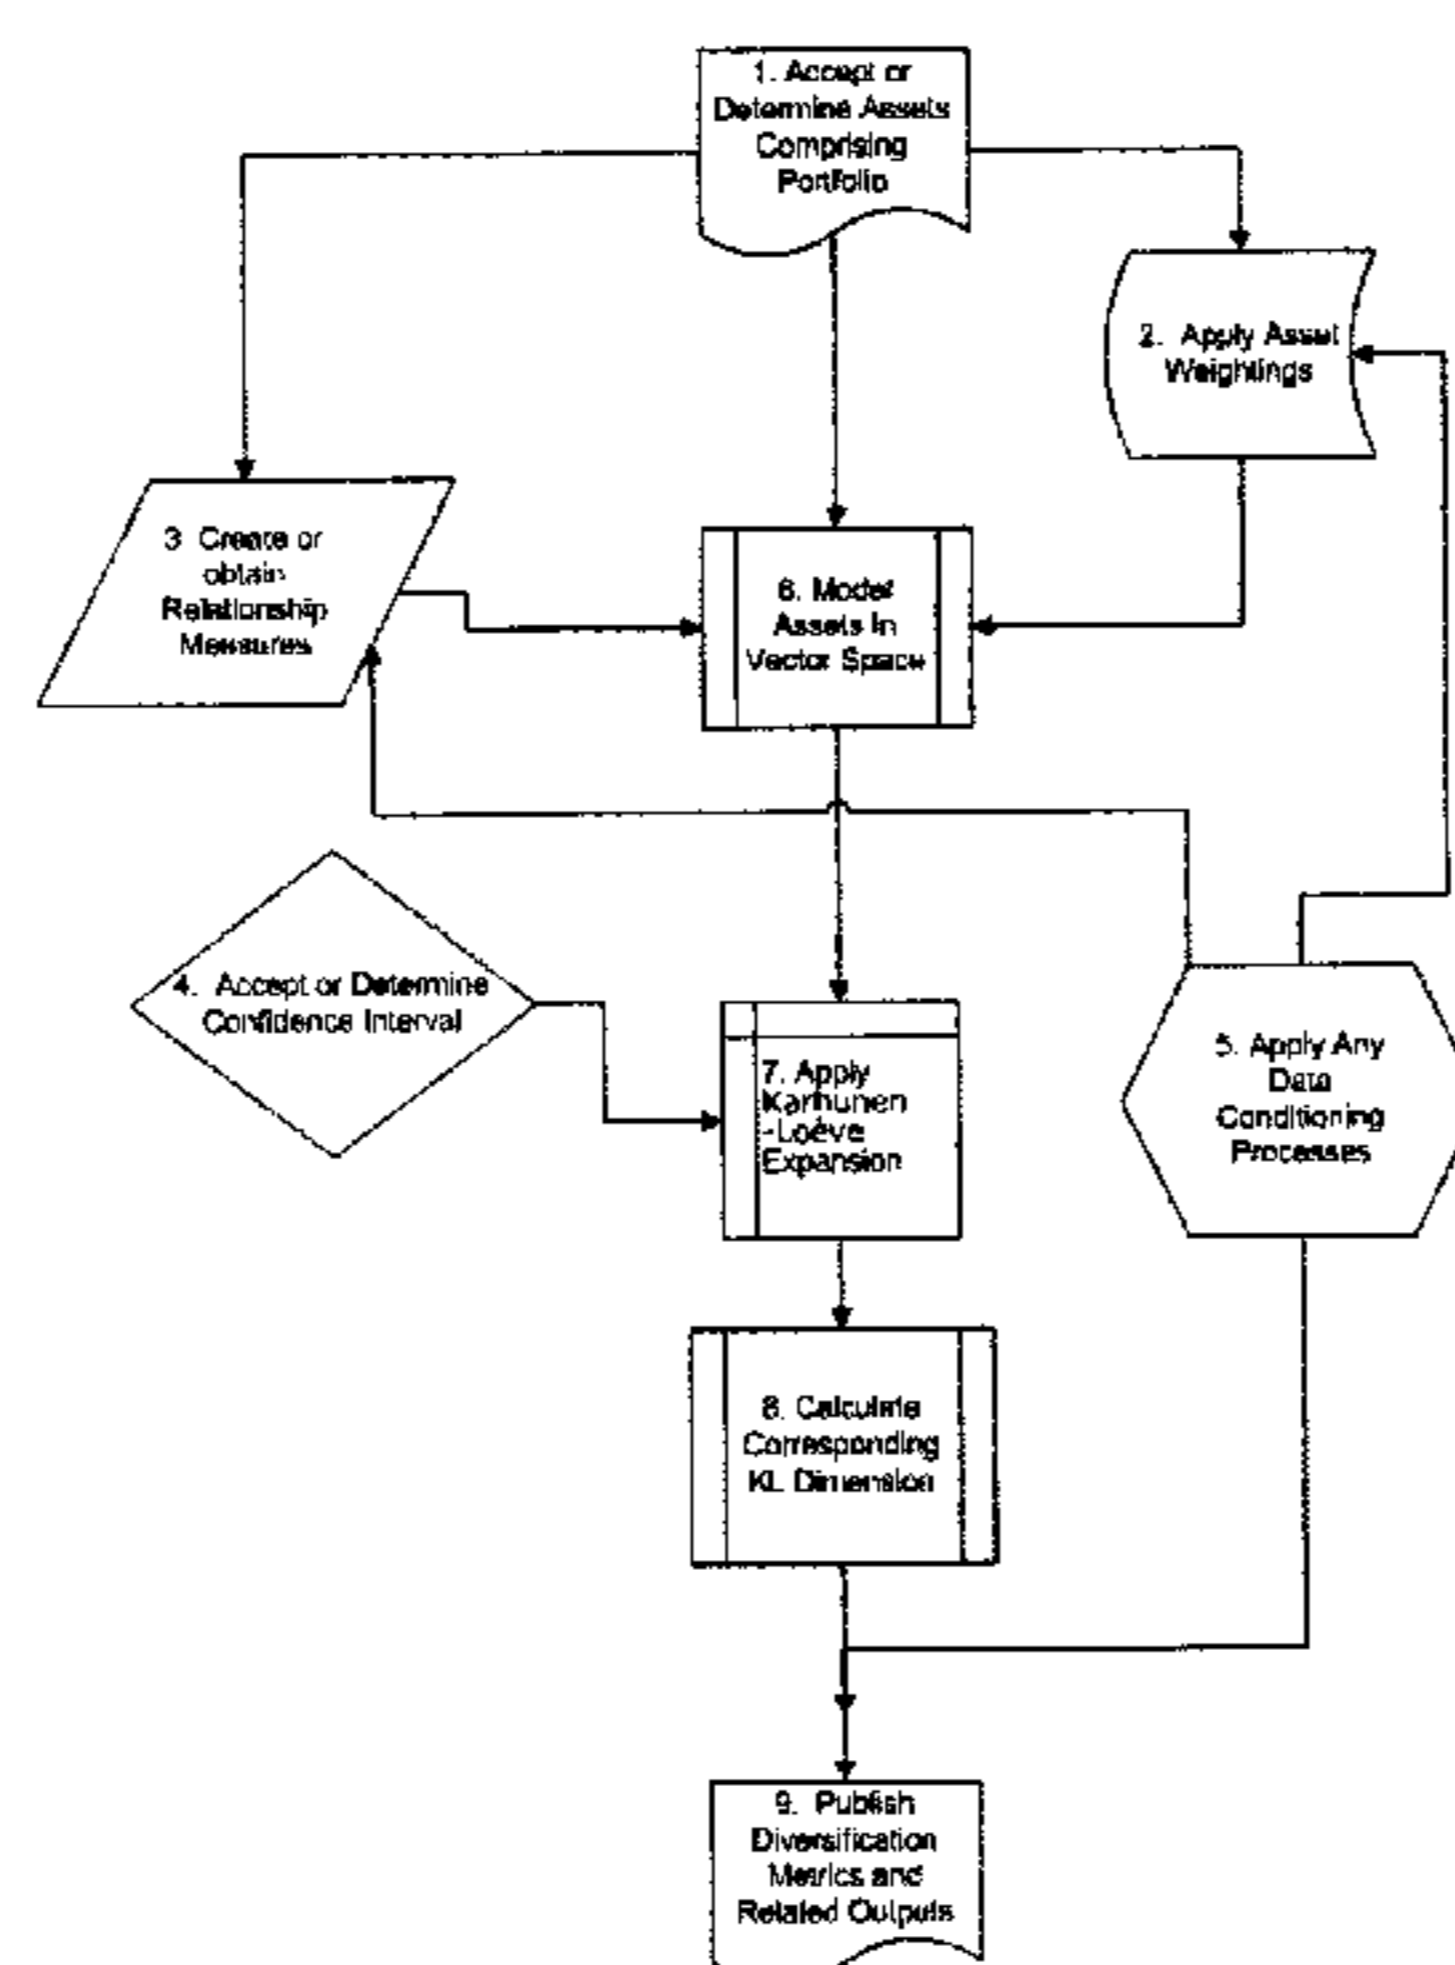 1. Accept or
Determine Assets
Comprising
Portfolio
2. Apply Asset
Weightings
3 Create or
obtain
Relationship
Measures
6. Model
Assets In
Vector Space
4. Accept or Determine
Confidence Interval
7. Apply
Karhunen
-Loève
Expansion
5. Apply Any
Data
Conditioning
Processes
8. Calculate
Corresponding
KL Dimension
9. Publish
Diversification
Metrics and
Related Outputs